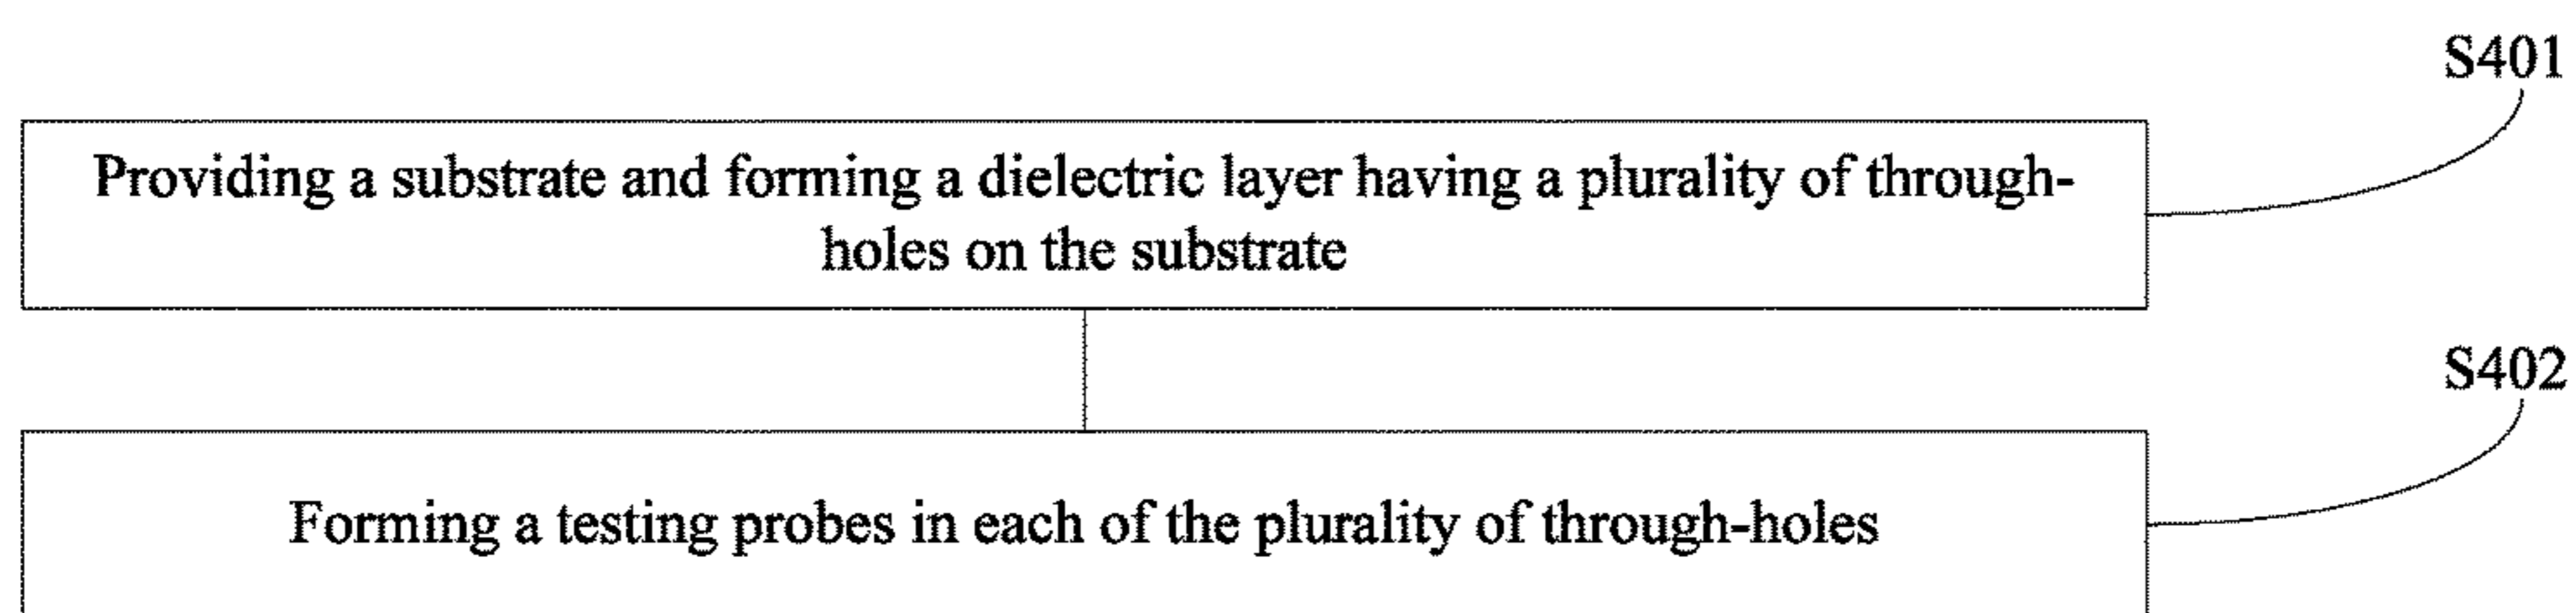 S401
Providing a substrate and forming a dielectric layer having a plurality of through-
holes on the substrate
S402
Forming a testing probes in each of the plurality of through-holes